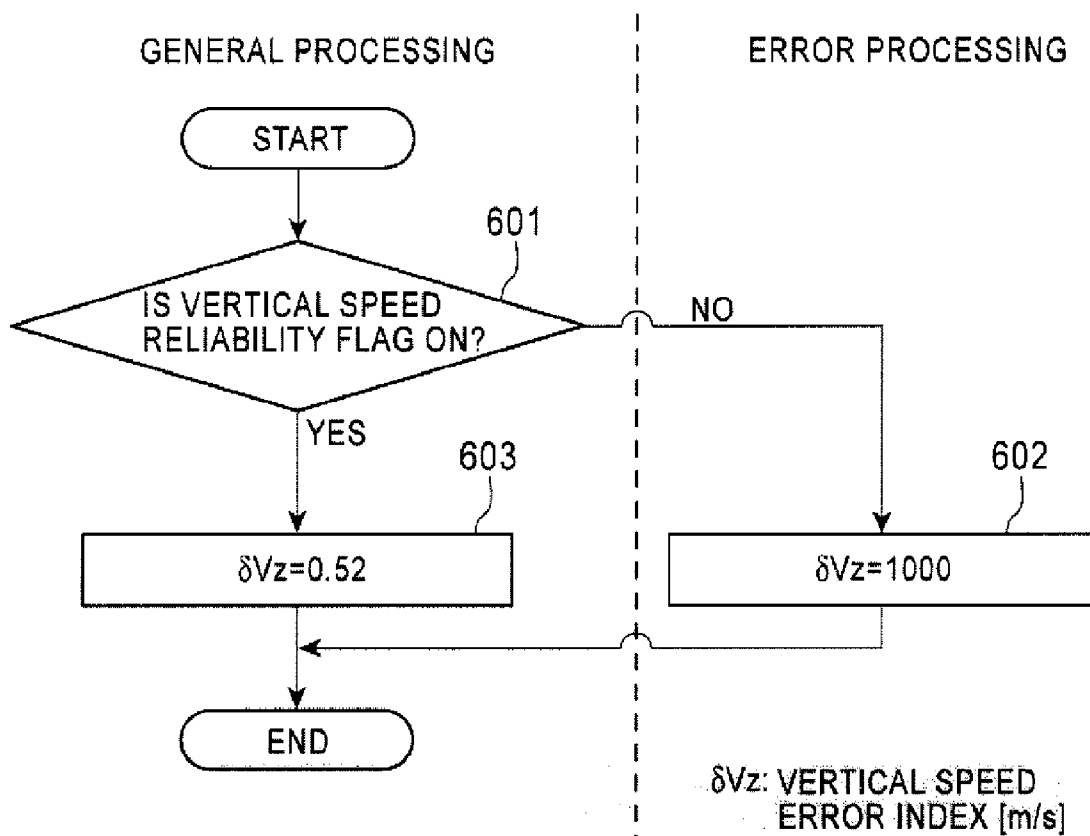 GENERAL PROCESSING
ERROR PROCESSING
START
601
IS VERTICAL SPEED
RELIABILITY FLAG ON?
NO
YES
603
602
δVz=0.52
δVz=1000
END
δVz: VERTICAL SPEED
ERROR INDEX [m/s]